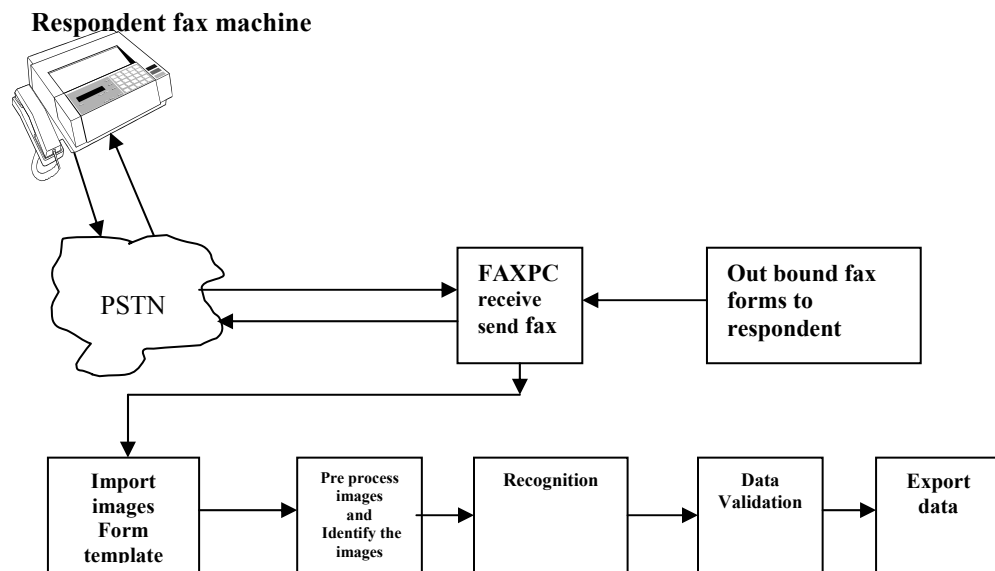 Respondent fax machine
PSTN
FAXPC
receive
send fax
Out bound fax
forms to
respondent
Import
images
Form
template
Pre process
images
and
Identify the
images
Recognition
Data
Validation
Export
data